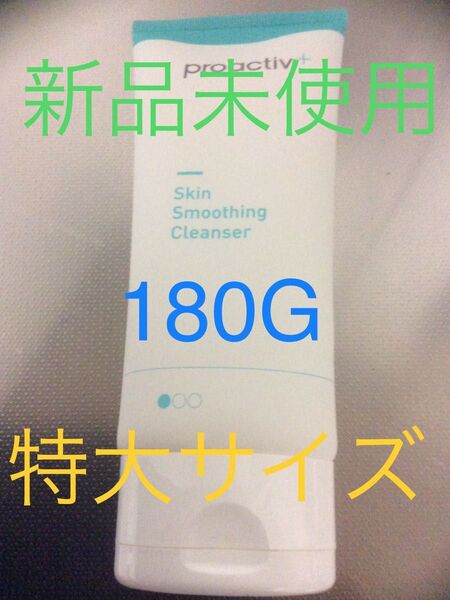 proactiv+
新品未使用
Skin
Smoothing
Cleanser
180G
特大サイズ